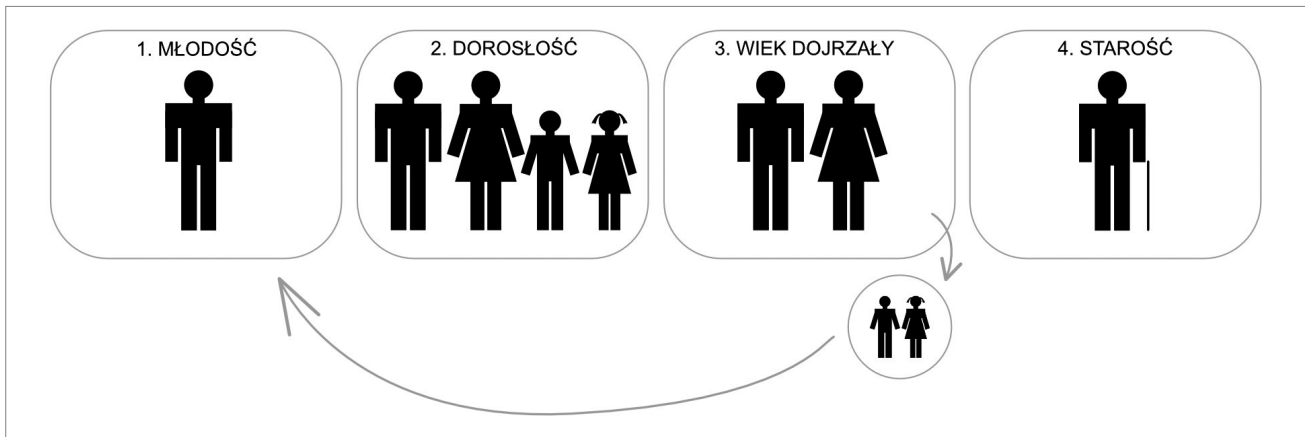 1. MŁODOŚĆ
2. DOROSŁOŚĆ
3. WIEK DOJRZAŁY
4. STAROŚĆ